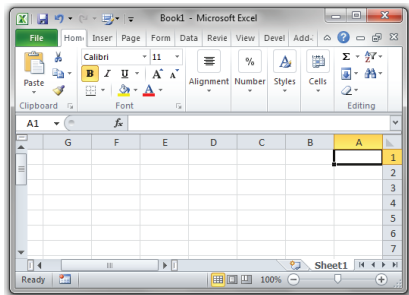 Book1 - Microsoft Excel
File Home Inser Page Form Data Revie View Devel Add-
Calibri 11 Σ
Paste B I U A A Alignment Number Styles Cells
Clipboard Font Editing
A1 fx
G F E D C B A
1
2
3
4
5
6
7
Sheet1
Ready 100%